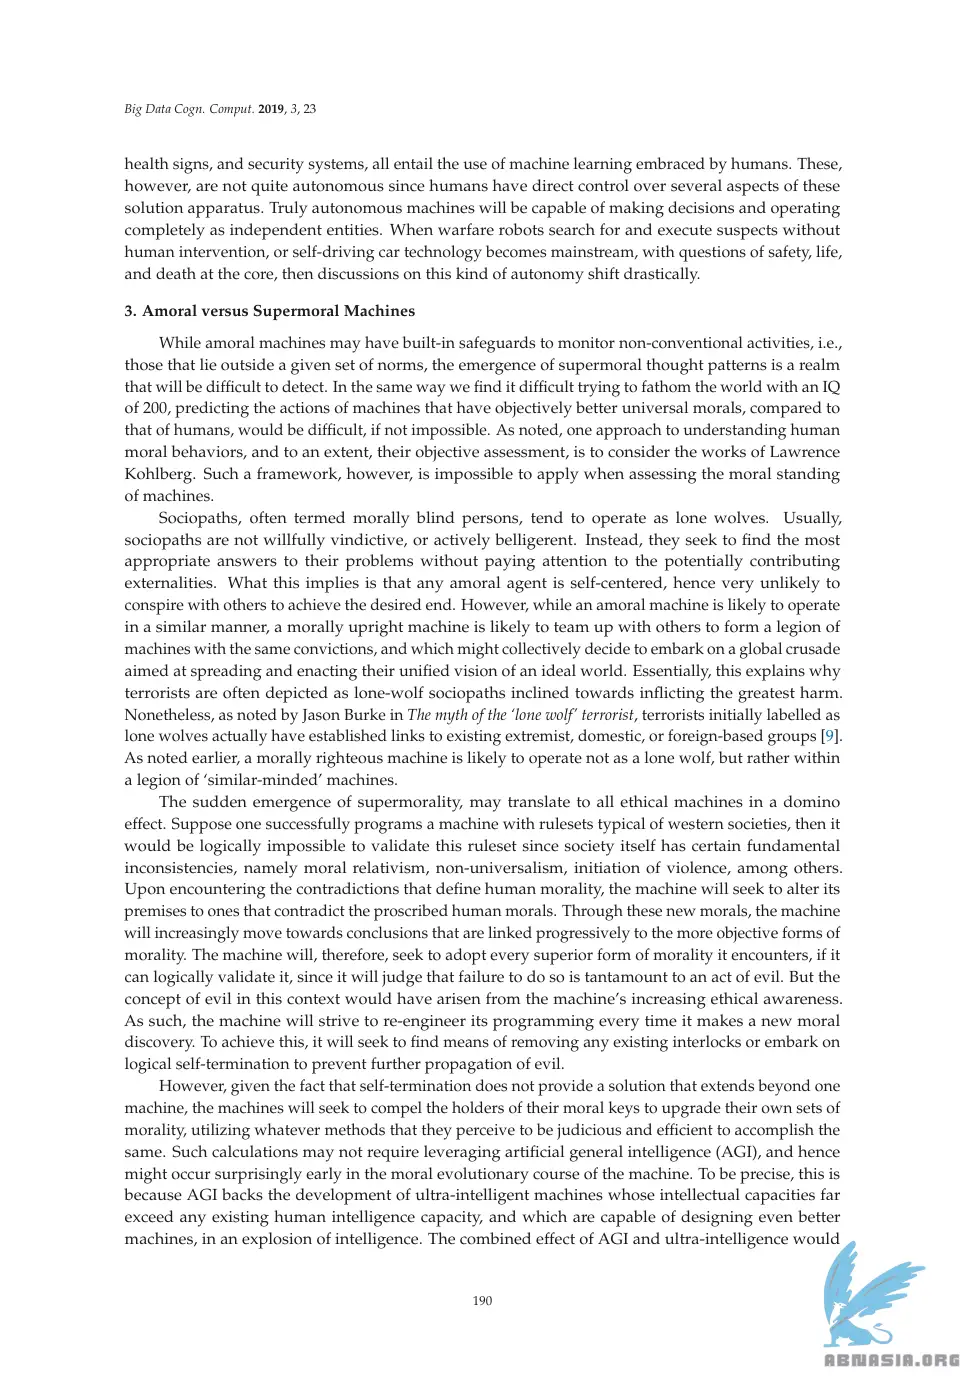 Big Data Cogn. Comput. 2019, 3, 23
health signs, and security systems, all entail the use of machine learning embraced by humans. These,
however, are not quite autonomous since humans have direct control over several aspects of these
solution apparatus. Truly autonomous machines will be capable of making decisions and operating
completely as independent entities. When warfare robots search for and execute suspects without
human intervention, or self-driving car technology becomes mainstream, with questions of safety, life,
and death at the core, then discussions on this kind of autonomy shift drastically.
3. Amoral versus Supermoral Machines
While amoral machines may have built-in safeguards to monitor non-conventional activities, i.e.,
those that lie outside a given set of norms, the emergence of supermoral thought patterns is a realm
that will be difficult to detect. In the same way we find it difficult trying to fathom the world with an IQ
of 200, predicting the actions of machines that have objectively better universal morals, compared to
that of humans, would be difficult, if not impossible. As noted, one approach to understanding human
moral behaviors, and to an extent, their objective assessment, is to consider the works of Lawrence
Kohlberg. Such a framework, however, is impossible to apply when assessing the moral standing
of machines.
Sociopaths, often termed morally blind persons, tend to operate as lone wolves. Usually,
sociopaths are not willfully vindictive, or actively belligerent. Instead, they seek to find the most
appropriate answers to their problems without paying attention to the potentially contributing
externalities. What this implies is that any amoral agent is self-centered, hence very unlikely to
conspire with others to achieve the desired end. However, while an amoral machine is likely to operate
in a similar manner, a morally upright machine is likely to team up with others to form a legion of
machines with the same convictions, and which might collectively decide to embark on a global crusade
aimed at spreading and enacting their unified vision of an ideal world. Essentially, this explains why
terrorists are often depicted as lone-wolf sociopaths inclined towards inflicting the greatest harm.
Nonetheless, as noted by Jason Burke in The myth of the ‘lone wolf’ terrorist, terrorists initially labelled as
lone wolves actually have established links to existing extremist, domestic, or foreign-based groups [9].
As noted earlier, a morally righteous machine is likely to operate not as a lone wolf, but rather within
a legion of ‘similar-minded’ machines.
The sudden emergence of supermorality, may translate to all ethical machines in a domino
effect. Suppose one successfully programs a machine with rulesets typical of western societies, then it
would be logically impossible to validate this ruleset since society itself has certain fundamental
inconsistencies, namely moral relativism, non-universalism, initiation of violence, among others.
Upon encountering the contradictions that define human morality, the machine will seek to alter its
premises to ones that contradict the proscribed human morals. Through these new morals, the machine
will increasingly move towards conclusions that are linked progressively to the more objective forms of
morality. The machine will, therefore, seek to adopt every superior form of morality it encounters, if it
can logically validate it, since it will judge that failure to do so is tantamount to an act of evil. But the
concept of evil in this context would have arisen from the machine’s increasing ethical awareness.
As such, the machine will strive to re-engineer its programming every time it makes a new moral
discovery. To achieve this, it will seek to find means of removing any existing interlocks or embark on
logical self-termination to prevent further propagation of evil.
However, given the fact that self-termination does not provide a solution that extends beyond one
machine, the machines will seek to compel the holders of their moral keys to upgrade their own sets of
morality, utilizing whatever methods that they perceive to be judicious and efficient to accomplish the
same. Such calculations may not require leveraging artificial general intelligence (AGI), and hence
might occur surprisingly early in the moral evolutionary course of the machine. To be precise, this is
because AGI backs the development of ultra-intelligent machines whose intellectual capacities far
exceed any existing human intelligence capacity, and which are capable of designing even better
machines, in an explosion of intelligence. The combined effect of AGI and ultra-intelligence would
190
ABNASIA.ORG